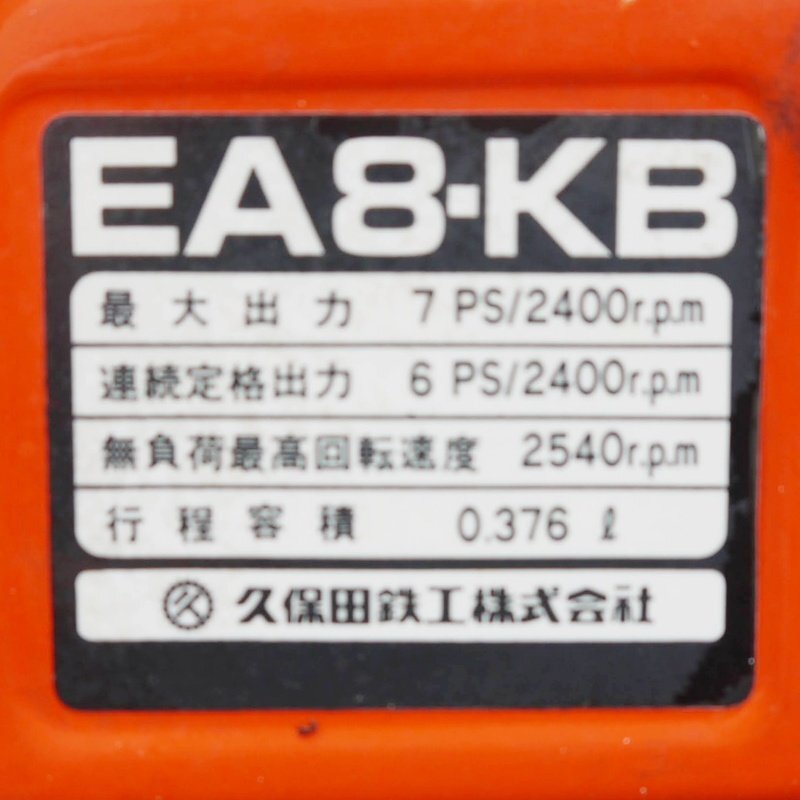 EA8·KB
最大出力 7 PS/2400r.p.m
連続定格出力 6 PS/2400r.p.m
無負荷最高回転速度 2540r.p.m
行程容積 0.376 ℓ
久保田鉄工株式会社